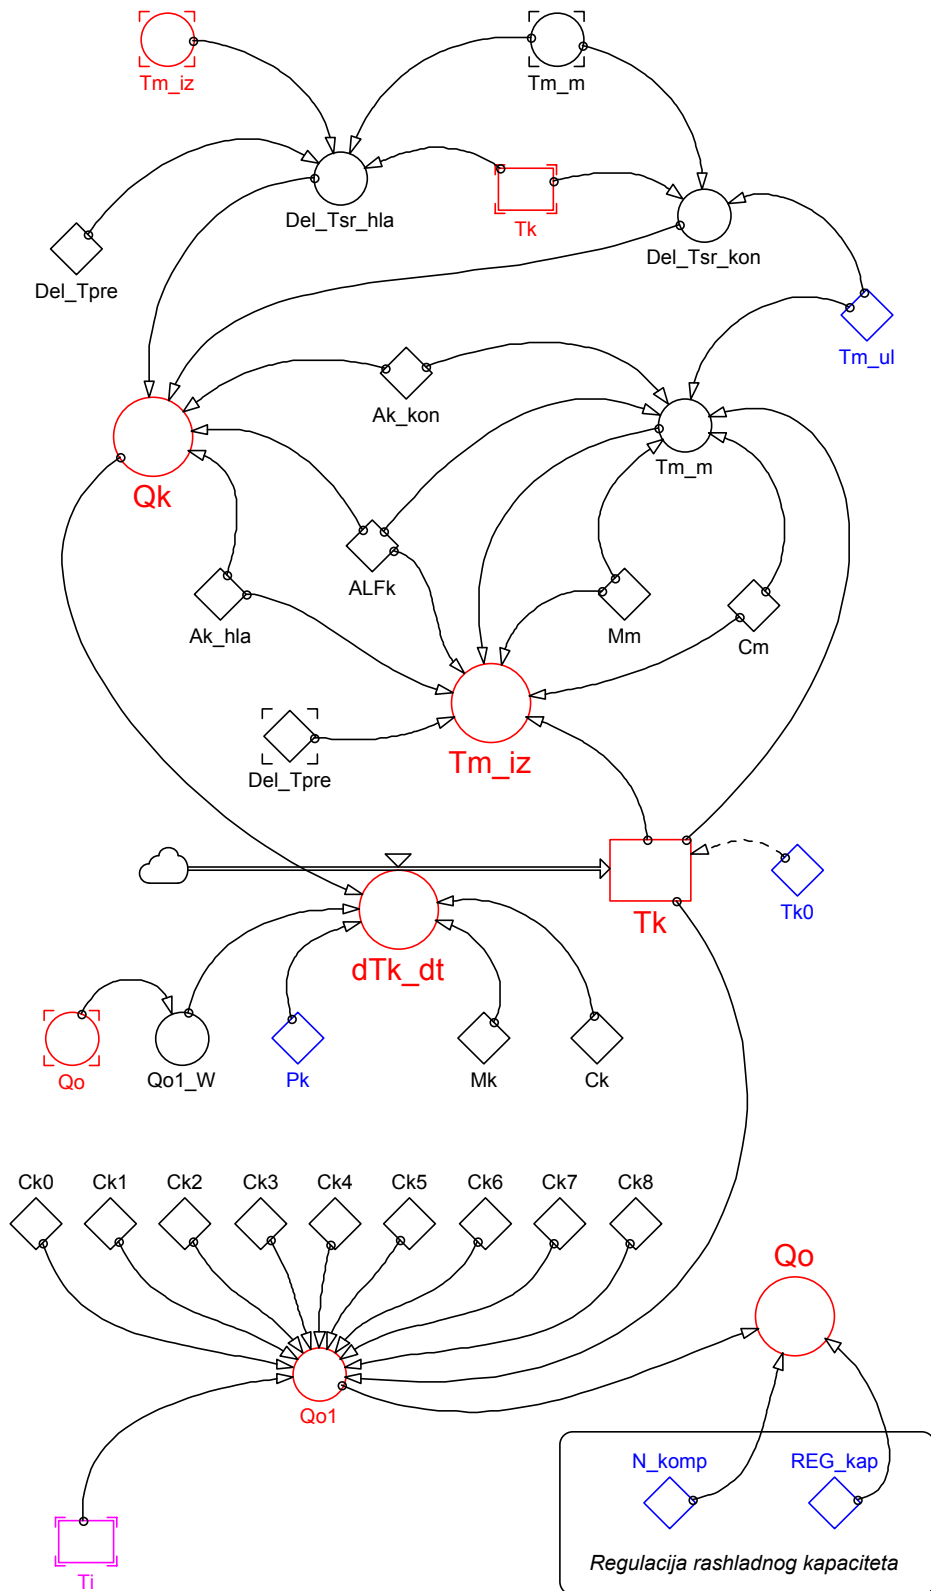 Tm_iz
Tm_m
Del_Tsr_hla
Tk
Del_Tsr_kon
Del_Tpre
Tm_ul
Ak_kon
Tm_m
Qk
ALFk
Ak_hla
Mm
Cm
Del_Tpre
Tm_iz
Tk
Tk0
dTk_dt
Qo
Qo1_W
Pk
Mk
Ck
Ck0 Ck1 Ck2 Ck3 Ck4 Ck5 Ck6 Ck7 Ck8
Qo
Qo1
N_komp REG_kap
Regulacija rashladnog kapaciteta
Ti